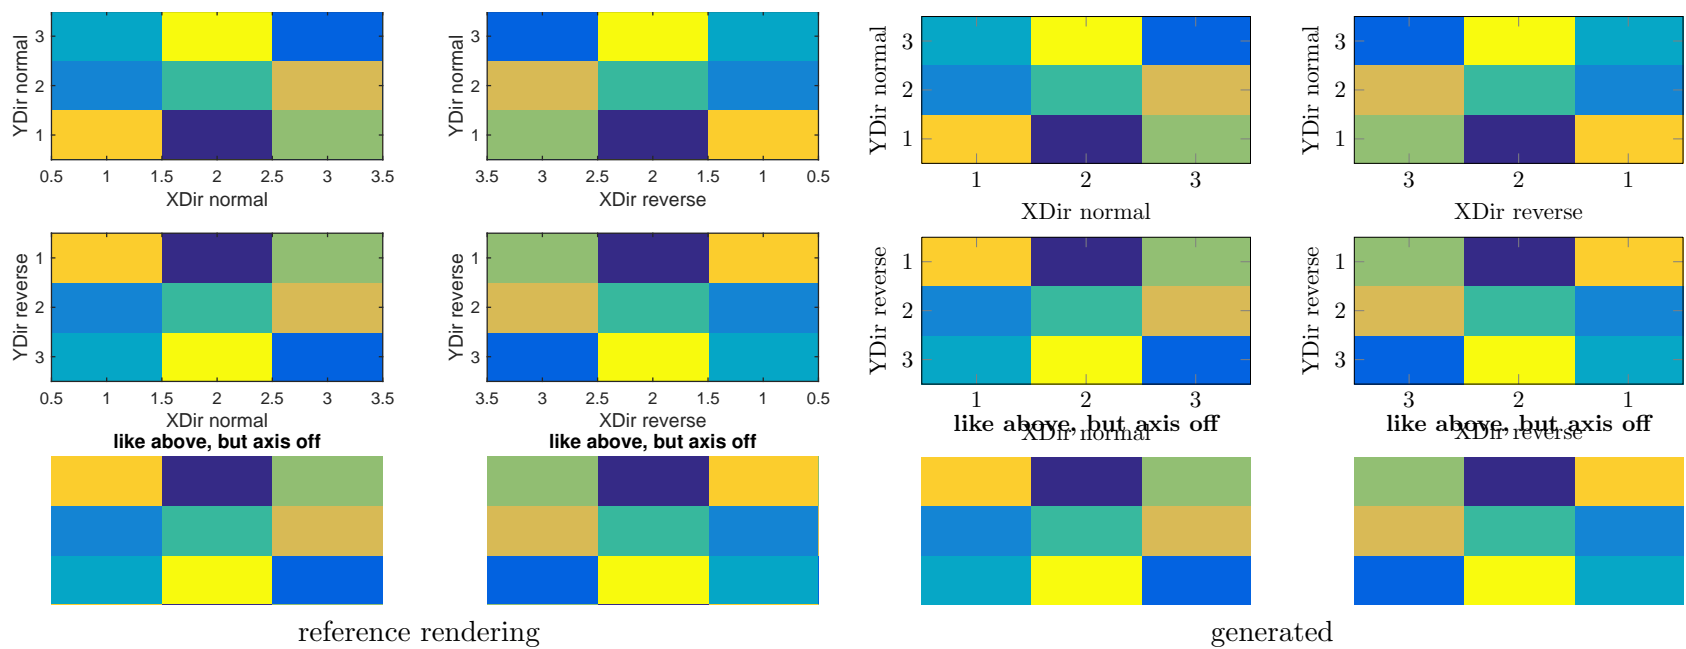 YDir normal
3
2
1
0.5 1 1.5 2 2.5 3 3.5
XDir normal
YDir normal
3
2
1
3.5 3 2.5 2 1.5 1 0.5
XDir reverse
YDir normal
3
2
1
1 2 3
XDir normal
YDir normal
3
2
1
3 2 1
XDir reverse
YDir reverse
1
2
3
0.5 1 1.5 2 2.5 3 3.5
XDir normal
YDir reverse
1
2
3
3.5 3 2.5 2 1.5 1 0.5
XDir reverse
YDir reverse
1
2
3
1 2 3
XDir normal
YDir reverse
1
2
3
3 2 1
XDir reverse
like above, but axis off
like above, but axis off
like above, but axis off
like above, but axis off
reference rendering
generated